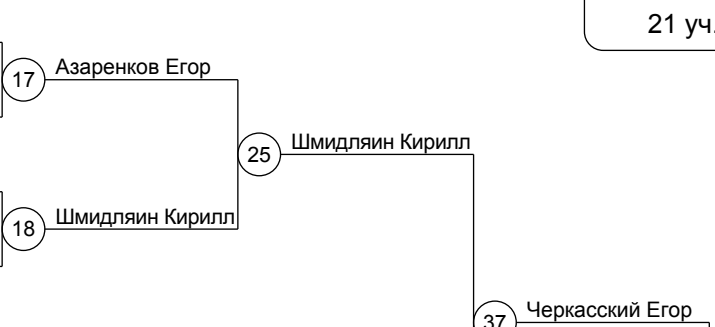 21 уч.
17 Азаренков Егор
25 Шмидляин Кирилл
18 Шмидляин Кирилл
37 Черкасский Егор